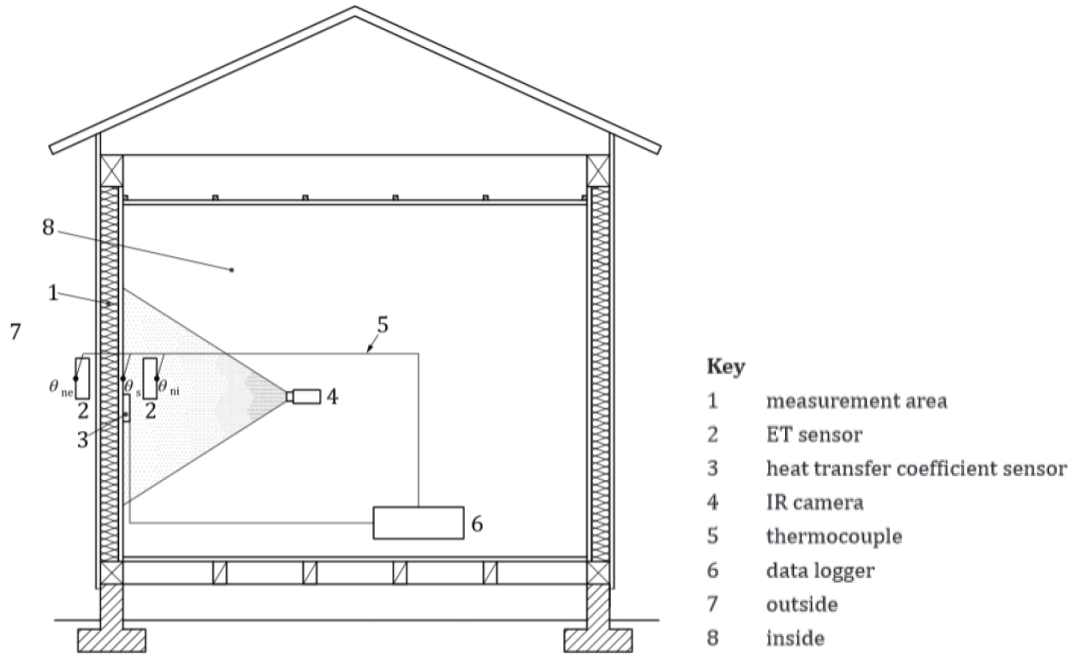 8
1
7
5
θne
θs
θni
2
2
4
3
6
Key
1 measurement area
2 ET sensor
3 heat transfer coefficient sensor
4 IR camera
5 thermocouple
6 data logger
7 outside
8 inside